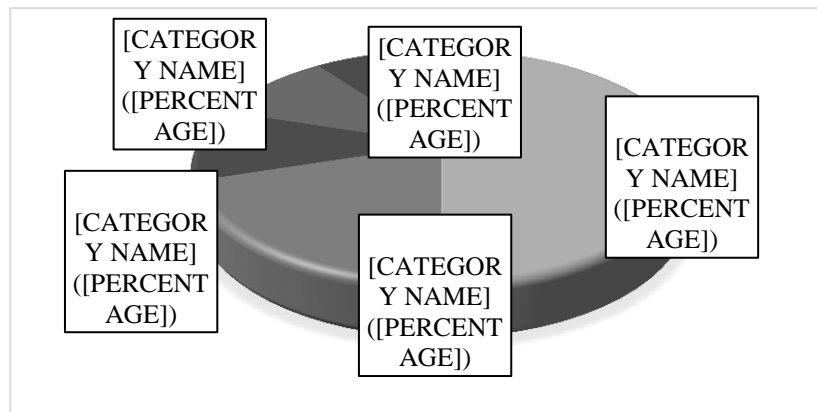 [CATEGOR
Y NAME]
([PERCENT
AGE])
[CATEGOR
Y NAME]
([PERCENT
AGE])
[CATEGOR
Y NAME]
([PERCENT
AGE])
[CATEGOR
Y NAME]
([PERCENT
AGE])
[CATEGOR
Y NAME]
([PERCENT
AGE])